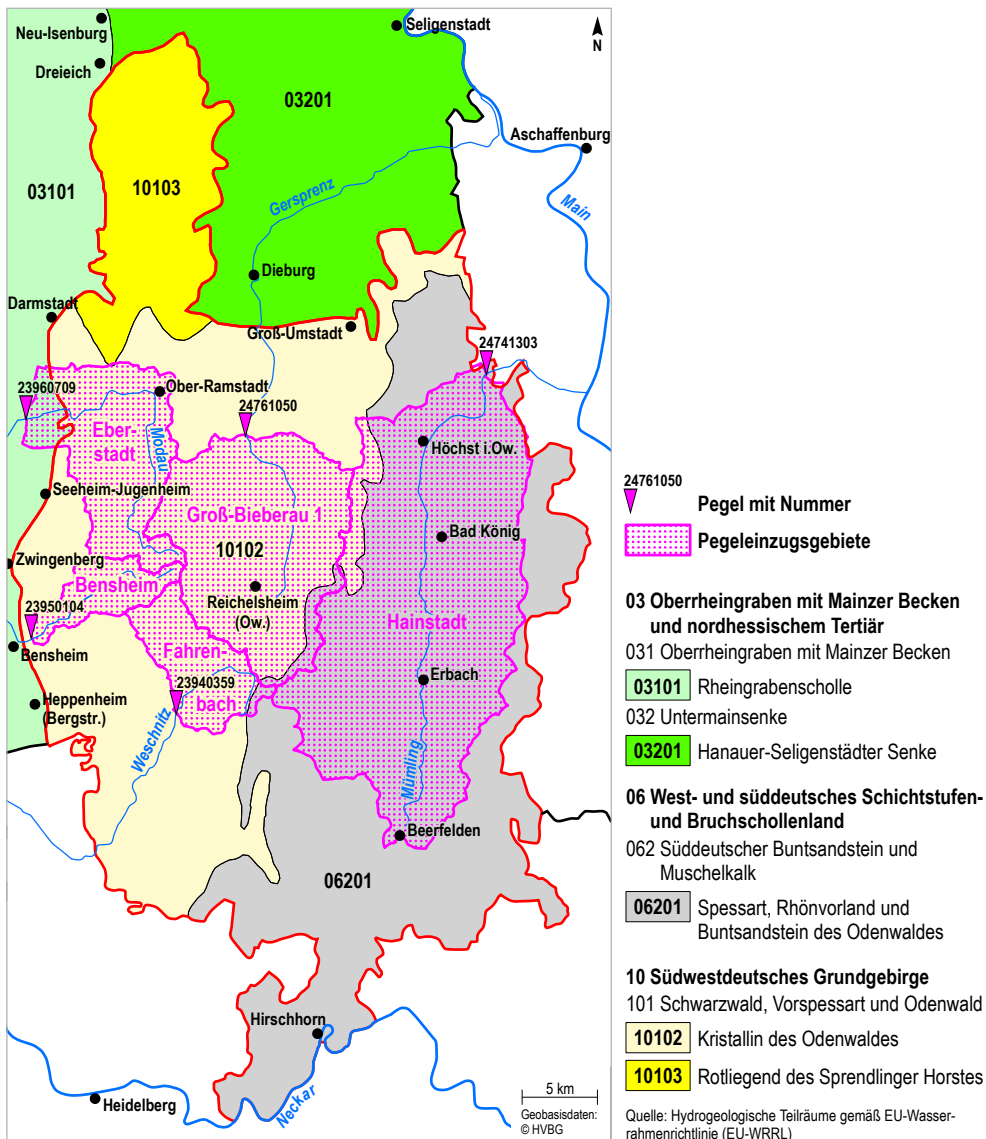 Neu-Isenburg
Seligenstadt
N
Dreieich
03201
Aschaffenburg
10103
03101
Gersprenz
Main
Dieburg
Darmstadt
Groß-Umstadt
24741303
23960709
Ober-Ramstadt
24761050
Eber-
stadt
Modau
Höchst i.Ow.
Seeheim-Jugenheim
Groß-Bieberau 1
10102
Bad König
Zwingenberg
Bensheim
Reichelsheim
(Ow.)
23950104
Hainstadt
Bensheim
Fahren-
bach
23940359
Erbach
Heppenheim
(Bergstr.)
Weschnitz
Mümling
Beerfelden
06201
Hirschhorn
Neckar
Heidelberg
5 km
Geobasisdaten:
© HVBG
24761050
Pegel mit Nummer
Pegeleinzugsgebiete
03 Oberrheingraben mit Mainzer Becken
und nordhessischem Tertiär
031 Oberrheingraben mit Mainzer Becken
03101 Rheingrabenscholle
032 Untermainsenke
03201 Hanauer-Seligenstädter Senke
06 West- und süddeutsches Schichtstufen-
und Bruchschollenland
062 Süddeutscher Buntsandstein und
Muschelkalk
06201 Spessart, Rhönvorland und
Buntsandstein des Odenwaldes
10 Südwestdeutsches Grundgebirge
101 Schwarzwald, Vorspessart und Odenwald
10102 Kristallin des Odenwaldes
10103 Rotliegend des Sprendlinger Horstes
Quelle: Hydrogeologische Teilräume gemäß EU-Wasser-
rahmenrichtlinie (EU-WRRL)